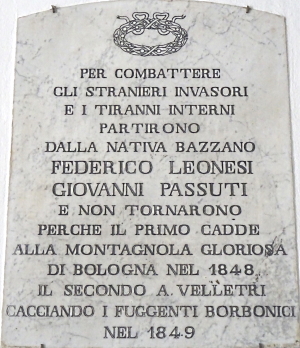 PER COMBATTERE
GLI STRANIERI INVASORI
E I TIRANNI INTERNI
PARTIRONO
DALLA NATIVA BAZZANO
FEDERICO LEONESI
GIOVANNI PASSUTI
E NON TORNARONO
PERCHE IL PRIMO CADDE
ALLA MONTAGNOLA GLORIOSA
DI BOLOGNA NEL 1848
IL SECONDO A VELLETRI
CACCIANDO I FUGGENTI BORBONICI
NEL 1849